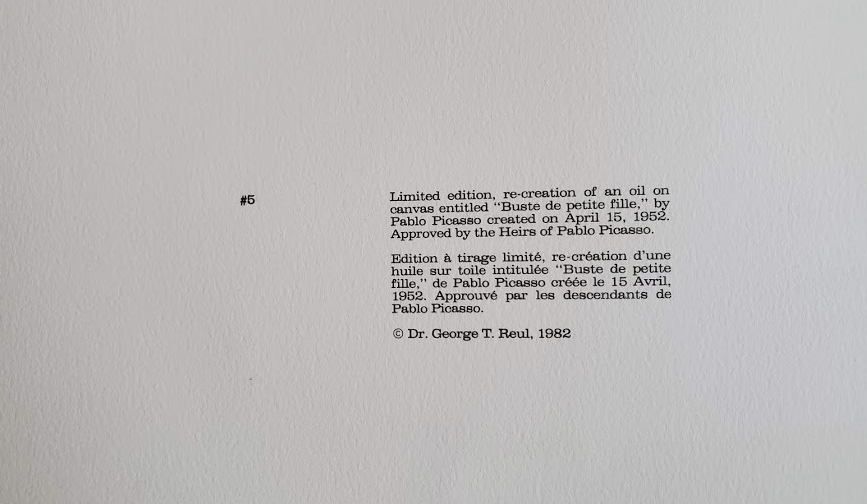 #5
Limited edition, re-creation of an oil on
canvas entitled "Buste de petite fille," by
Pablo Picasso created on April 15, 1952.
Approved by the Heirs of Pablo Picasso.
Edition à tirage limité, re-création d'une
huile sur toile intitulée "Buste de petite
fille," de Pablo Picasso créée le 15 Avril,
1952. Approuvé par les descendants de
Pablo Picasso.
© Dr. George T. Reul, 1982